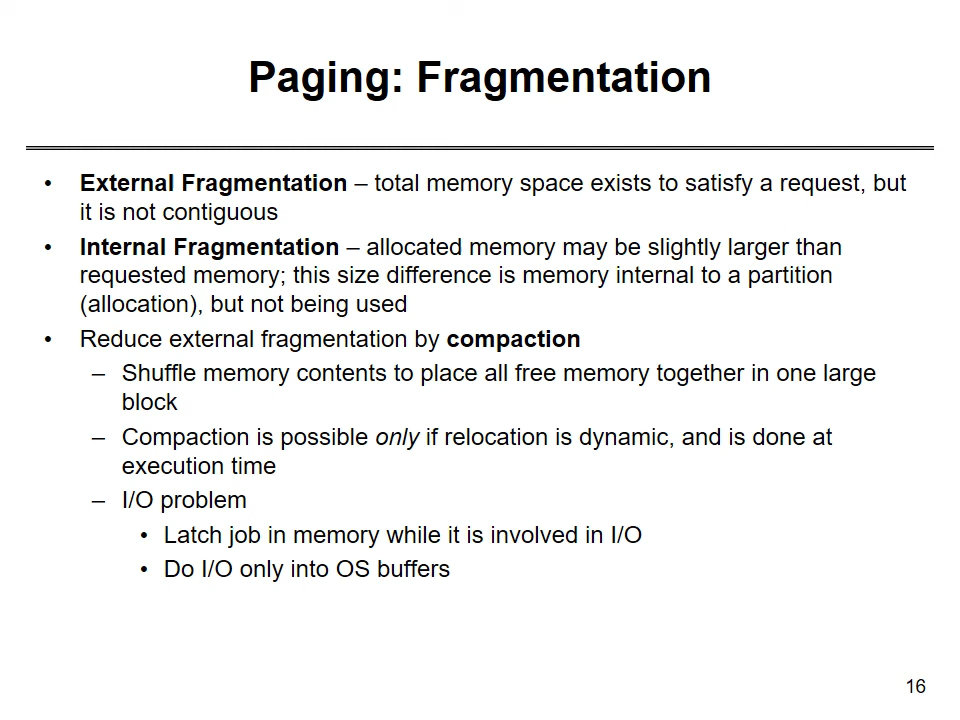 Paging: Fragmentation
• External Fragmentation – total memory space exists to satisfy a request, but
it is not contiguous
• Internal Fragmentation – allocated memory may be slightly larger than
requested memory; this size difference is memory internal to a partition
(allocation), but not being used
• Reduce external fragmentation by compaction
– Shuffle memory contents to place all free memory together in one large
block
– Compaction is possible only if relocation is dynamic, and is done at
execution time
– I/O problem
• Latch job in memory while it is involved in I/O
• Do I/O only into OS buffers
16